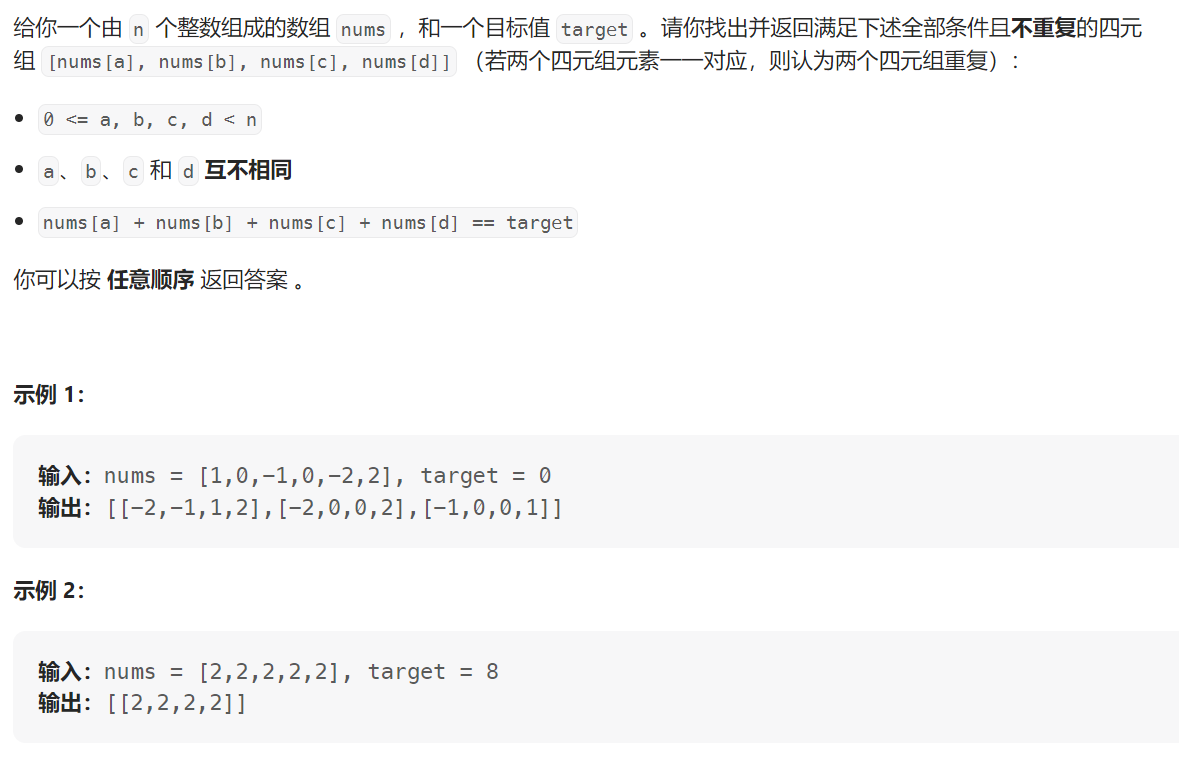 给你一个由 n 个整数组成的数组 nums ，和一个目标值 target 。请你找出并返回满足下述全部条件且不重复的四元
组 [nums[a], nums[b], nums[c], nums[d]] （若两个四元组元素一一对应，则认为两个四元组重复）：
• 0 <= a, b, c, d < n
• a、b、c 和 d 互不相同
• nums[a] + nums[b] + nums[c] + nums[d] == target
你可以按 任意顺序 返回答案 。
示例 1：
输入：nums = [1,0,-1,0,-2,2], target = 0
输出：[[-2,-1,1,2],[-2,0,0,2],[-1,0,0,1]]
示例 2：
输入：nums = [2,2,2,2,2], target = 8
输出：[[2,2,2,2]]